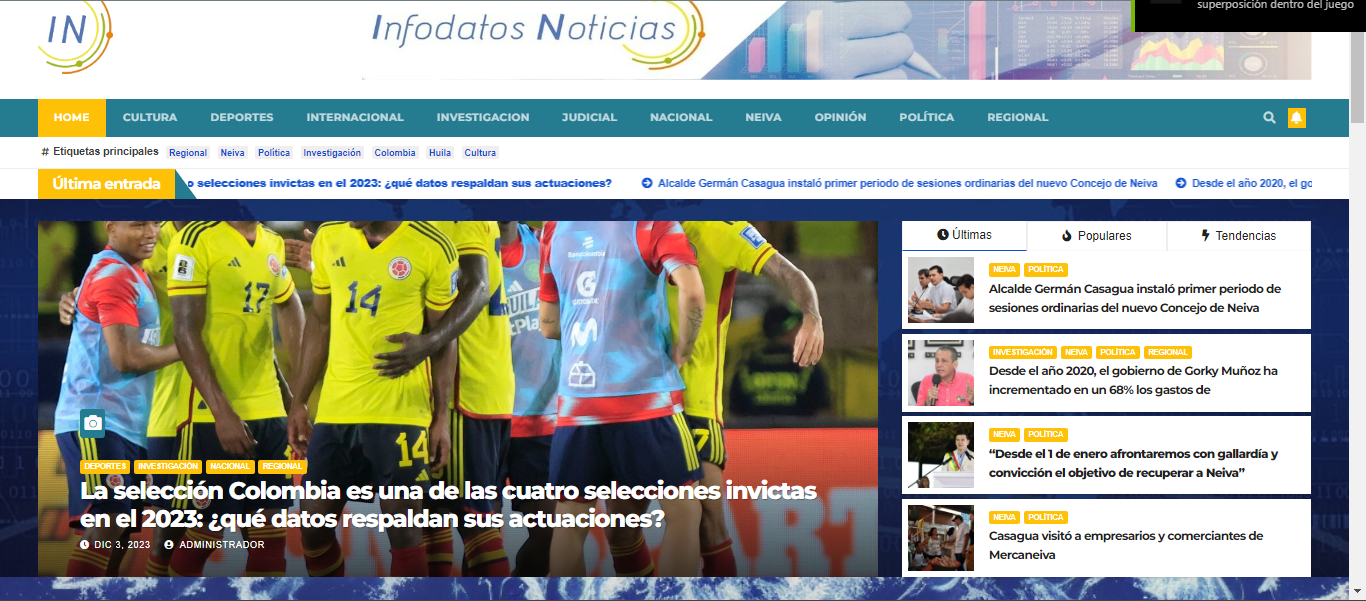 superposición dentro del juego
IN
Infodatos Noticias
HOME CULTURA DEPORTES INTERNACIONAL INVESTIGACION JUDICIAL NACIONAL NEIVA OPINIÓN POLÍTICA REGIONAL
# Etiquetas principales Regional Neiva Política Investigación Colombia Huila Cultura
Última entrada o selecciones invictas en el 2023: ¿qué datos respaldan sus actuaciones? Alcalde Germán Casagua instaló primer periodo de sesiones ordinarias del nuevo Concejo de Neiva Desde el año 2020, el go
17
14
14
7
DEPORTES INVESTIGACIÓN NACIONAL REGIONAL
La selección Colombia es una de las cuatro selecciones invictas
en el 2023: ¿qué datos respaldan sus actuaciones?
DIC 3, 2023 ADMINISTRADOR
Últimas Populares Tendencias
NEIVA POLÍTICA
Alcalde Germán Casagua instaló primer periodo de
sesiones ordinarias del nuevo Concejo de Neiva
INVESTIGACIÓN NEIVA POLÍTICA REGIONAL
Desde el año 2020, el gobierno de Gorky Muñoz ha
incrementado en un 68% los gastos de
NEIVA POLÍTICA
“Desde el 1 de enero afrontaremos con gallardía y
convicción el objetivo de recuperar a Neiva”
NEIVA POLÍTICA
Casagua visitó a empresarios y comerciantes de
Mercaneiva